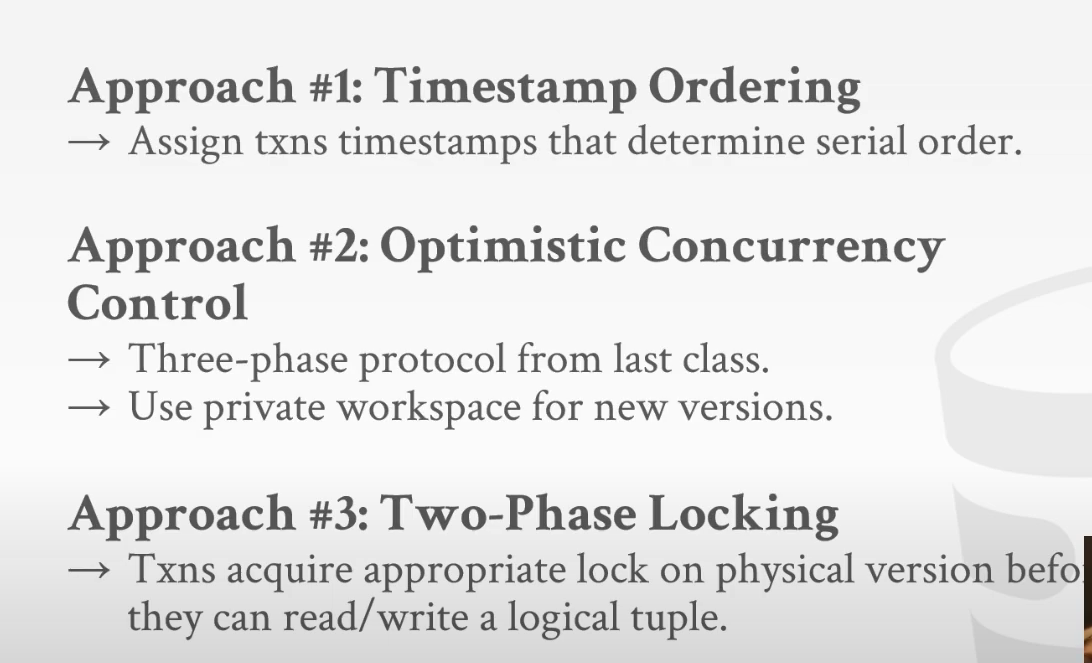 Approach #1: Timestamp Ordering
→ Assign txns timestamps that determine serial order.
Approach #2: Optimistic Concurrency
Control
→ Three-phase protocol from last class.
→ Use private workspace for new versions.
Approach #3: Two-Phase Locking
→ Txns acquire appropriate lock on physical version
they can read/write a logical tuple.